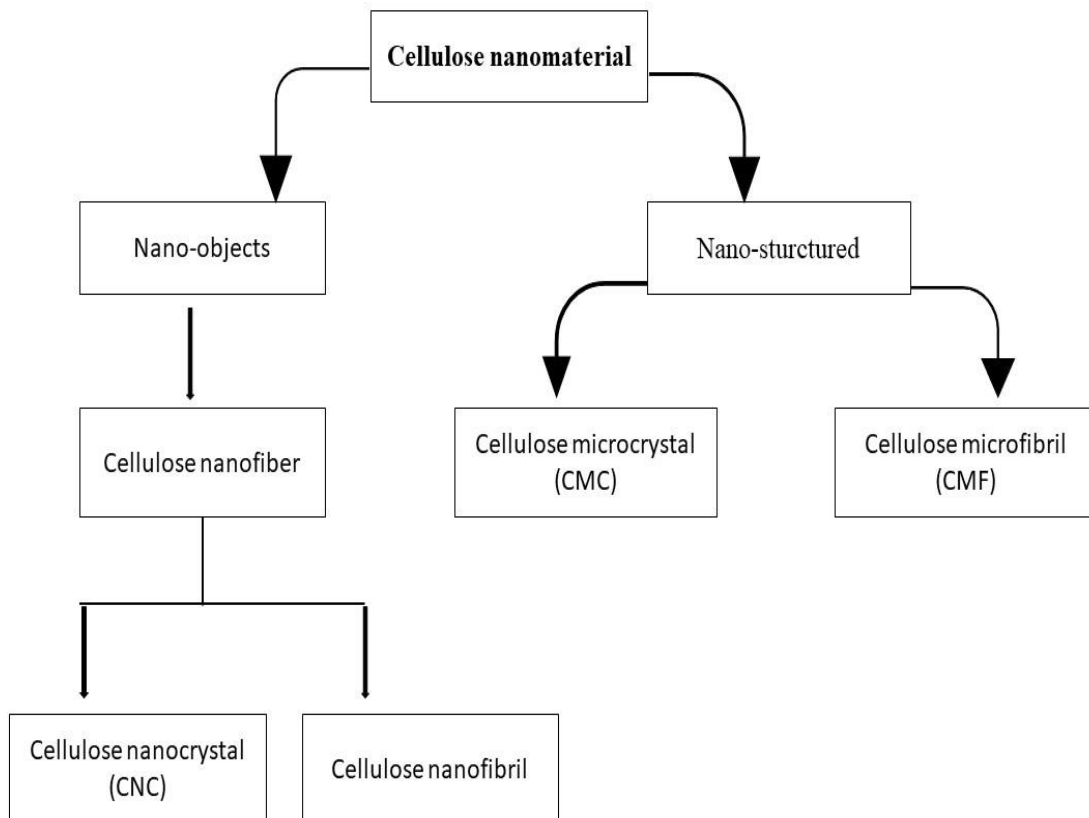 Cellulose nanomaterial
Nano-objects
Nano-sturctured
Cellulose nanofiber
Cellulose microcrystal
(CMC)
Cellulose microfibril
(CMF)
Cellulose nanocrystal
(CNC)
Cellulose nanofibril